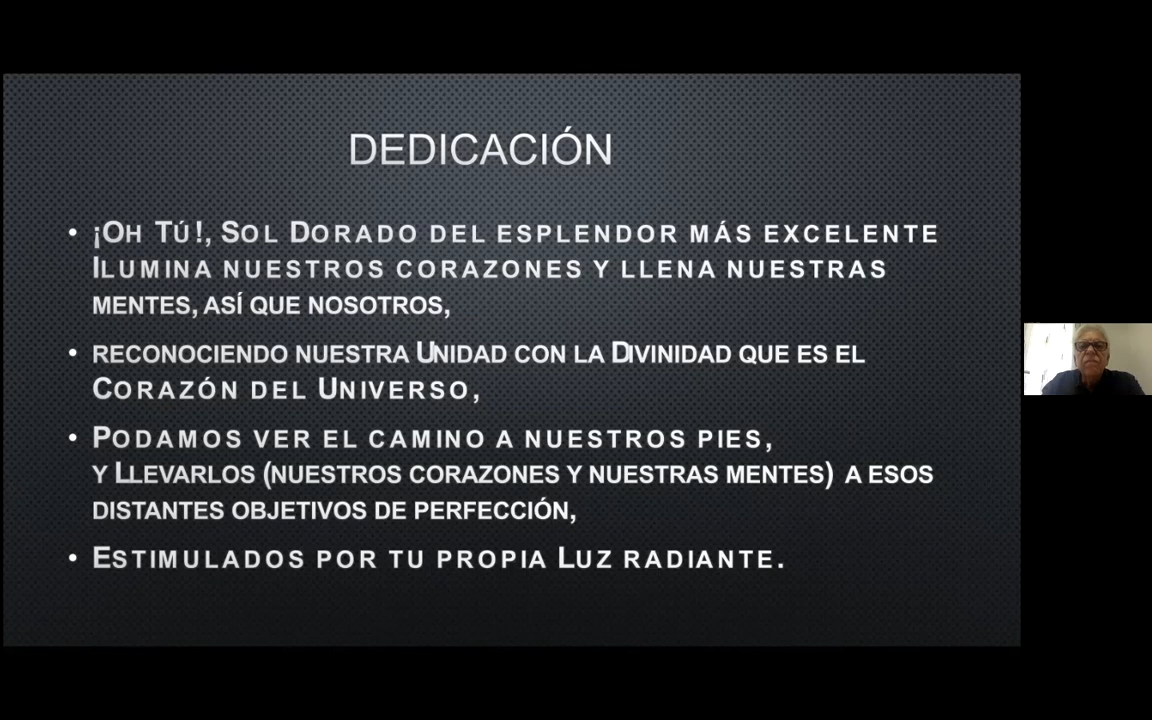 DEDICACIÓN
• ¡Oh Tú!, Sol Dorado del esplendor más excelente
Ilumina nuestros corazones y llena nuestras
mentes, así que nosotros,
• reconociendo nuestra Unidad con la Divinidad que es el
Corazón del Universo,
• Podamos ver el camino a nuestros pies,
y Llevarlos (nuestros corazones y nuestras mentes) a esos
distantes objetivos de perfección,
• Estimulados por tu propia Luz radiante.